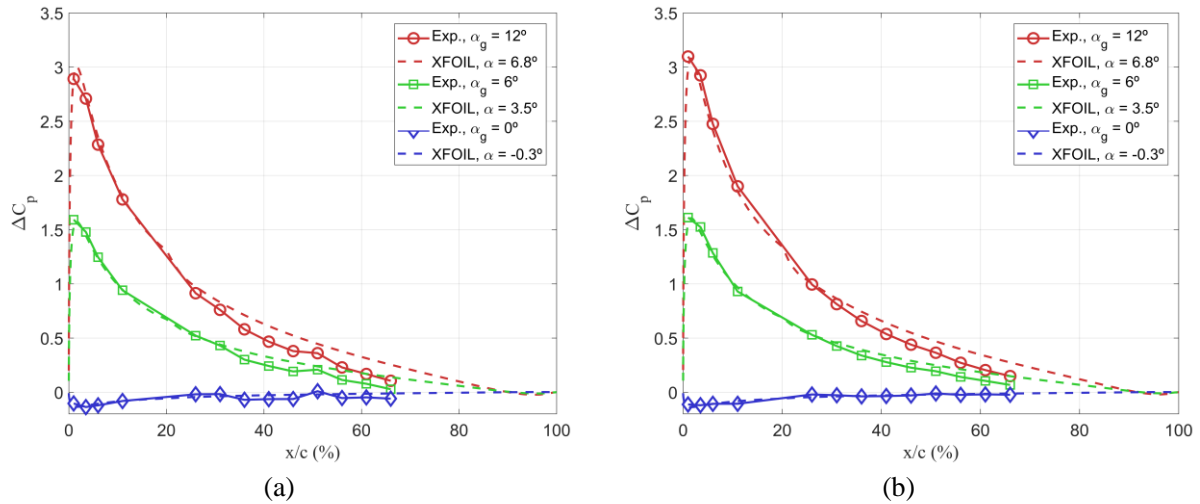 3.5
3
2.5
2
1.5
1
0.5
0
ΔC_p
0
20
40
60
80
100
x/c (%)
Exp., α_g = 12º
XFOIL, α = 6.8º
Exp., α_g = 6º
XFOIL, α = 3.5º
Exp., α_g = 0º
XFOIL, α = -0.3º
(a)
3.5
3
2.5
2
1.5
1
0.5
0
ΔC_p
0
20
40
60
80
100
x/c (%)
Exp., α_g = 12º
XFOIL, α = 6.8º
Exp., α_g = 6º
XFOIL, α = 3.5º
Exp., α_g = 0º
XFOIL, α = -0.3º
(b)